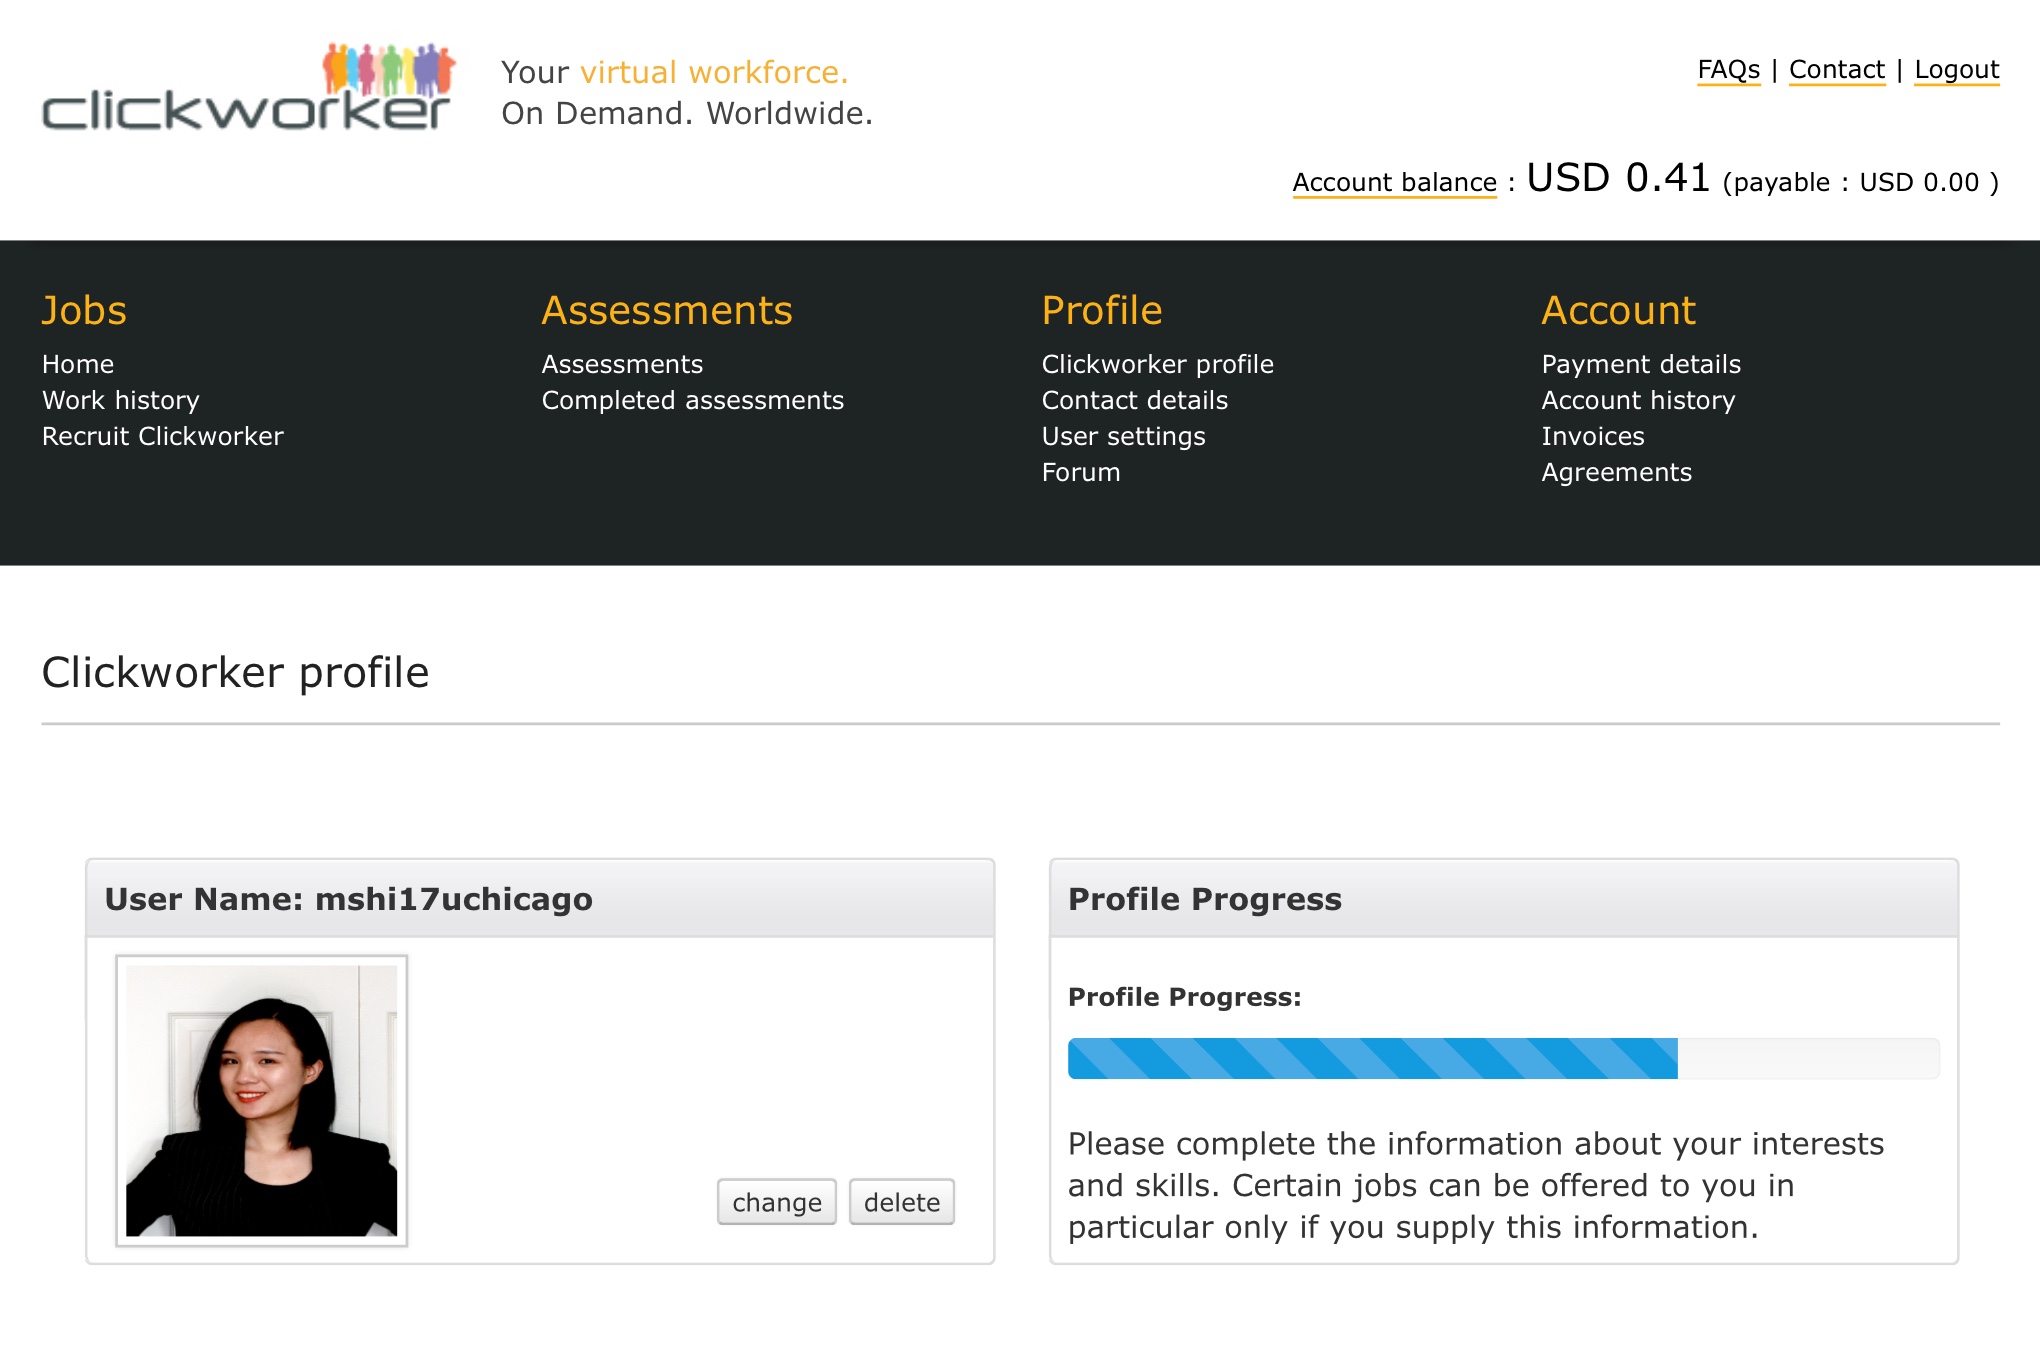 clickworker
Your virtual workforce.
On Demand. Worldwide.
FAQs | Contact | Logout
Account balance : USD 0.41 (payable : USD 0.00 )
Jobs
Home
Work history
Recruit Clickworker
Assessments
Assessments
Completed assessments
Profile
Clickworker profile
Contact details
User settings
Forum
Account
Payment details
Account history
Invoices
Agreements
Clickworker profile
User Name: mshi17uchicago
change delete
Profile Progress
Profile Progress:
Please complete the information about your interests
and skills. Certain jobs can be offered to you in
particular only if you supply this information.